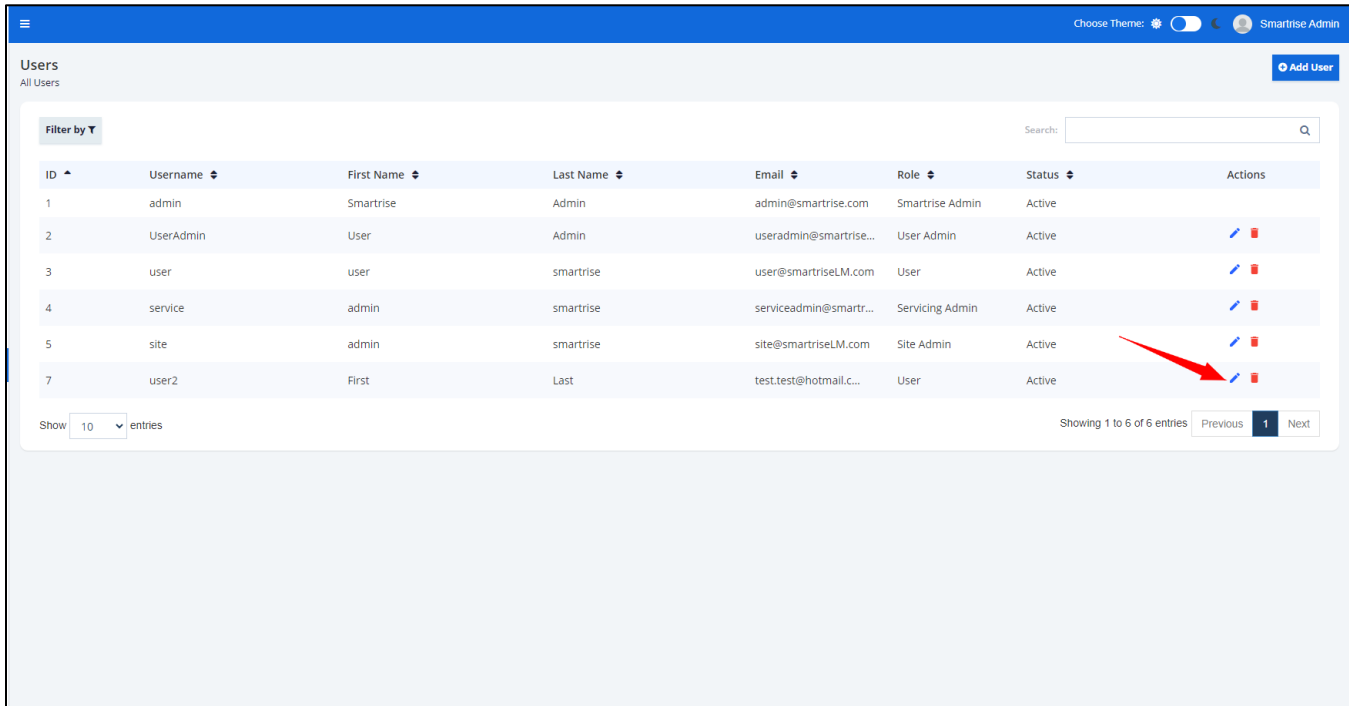 Choose Theme: Smartrise Admin
Users
All Users
Add User
Filter by
Search:
ID Username First Name Last Name Email Role Status Actions
1 admin Smartrise Admin admin@smartrise.com Smartrise Admin Active
2 UserAdmin User Admin useradmin@smartrise... User Admin Active
3 user user smartrise user@smartriseLM.com User Active
4 service admin smartrise serviceadmin@smartr... Servicing Admin Active
5 site admin smartrise site@smartriseLM.com Site Admin Active
7 user2 First Last test.test@hotmail.c... User Active
Show 10 entries Showing 1 to 6 of 6 entries Previous 1 Next